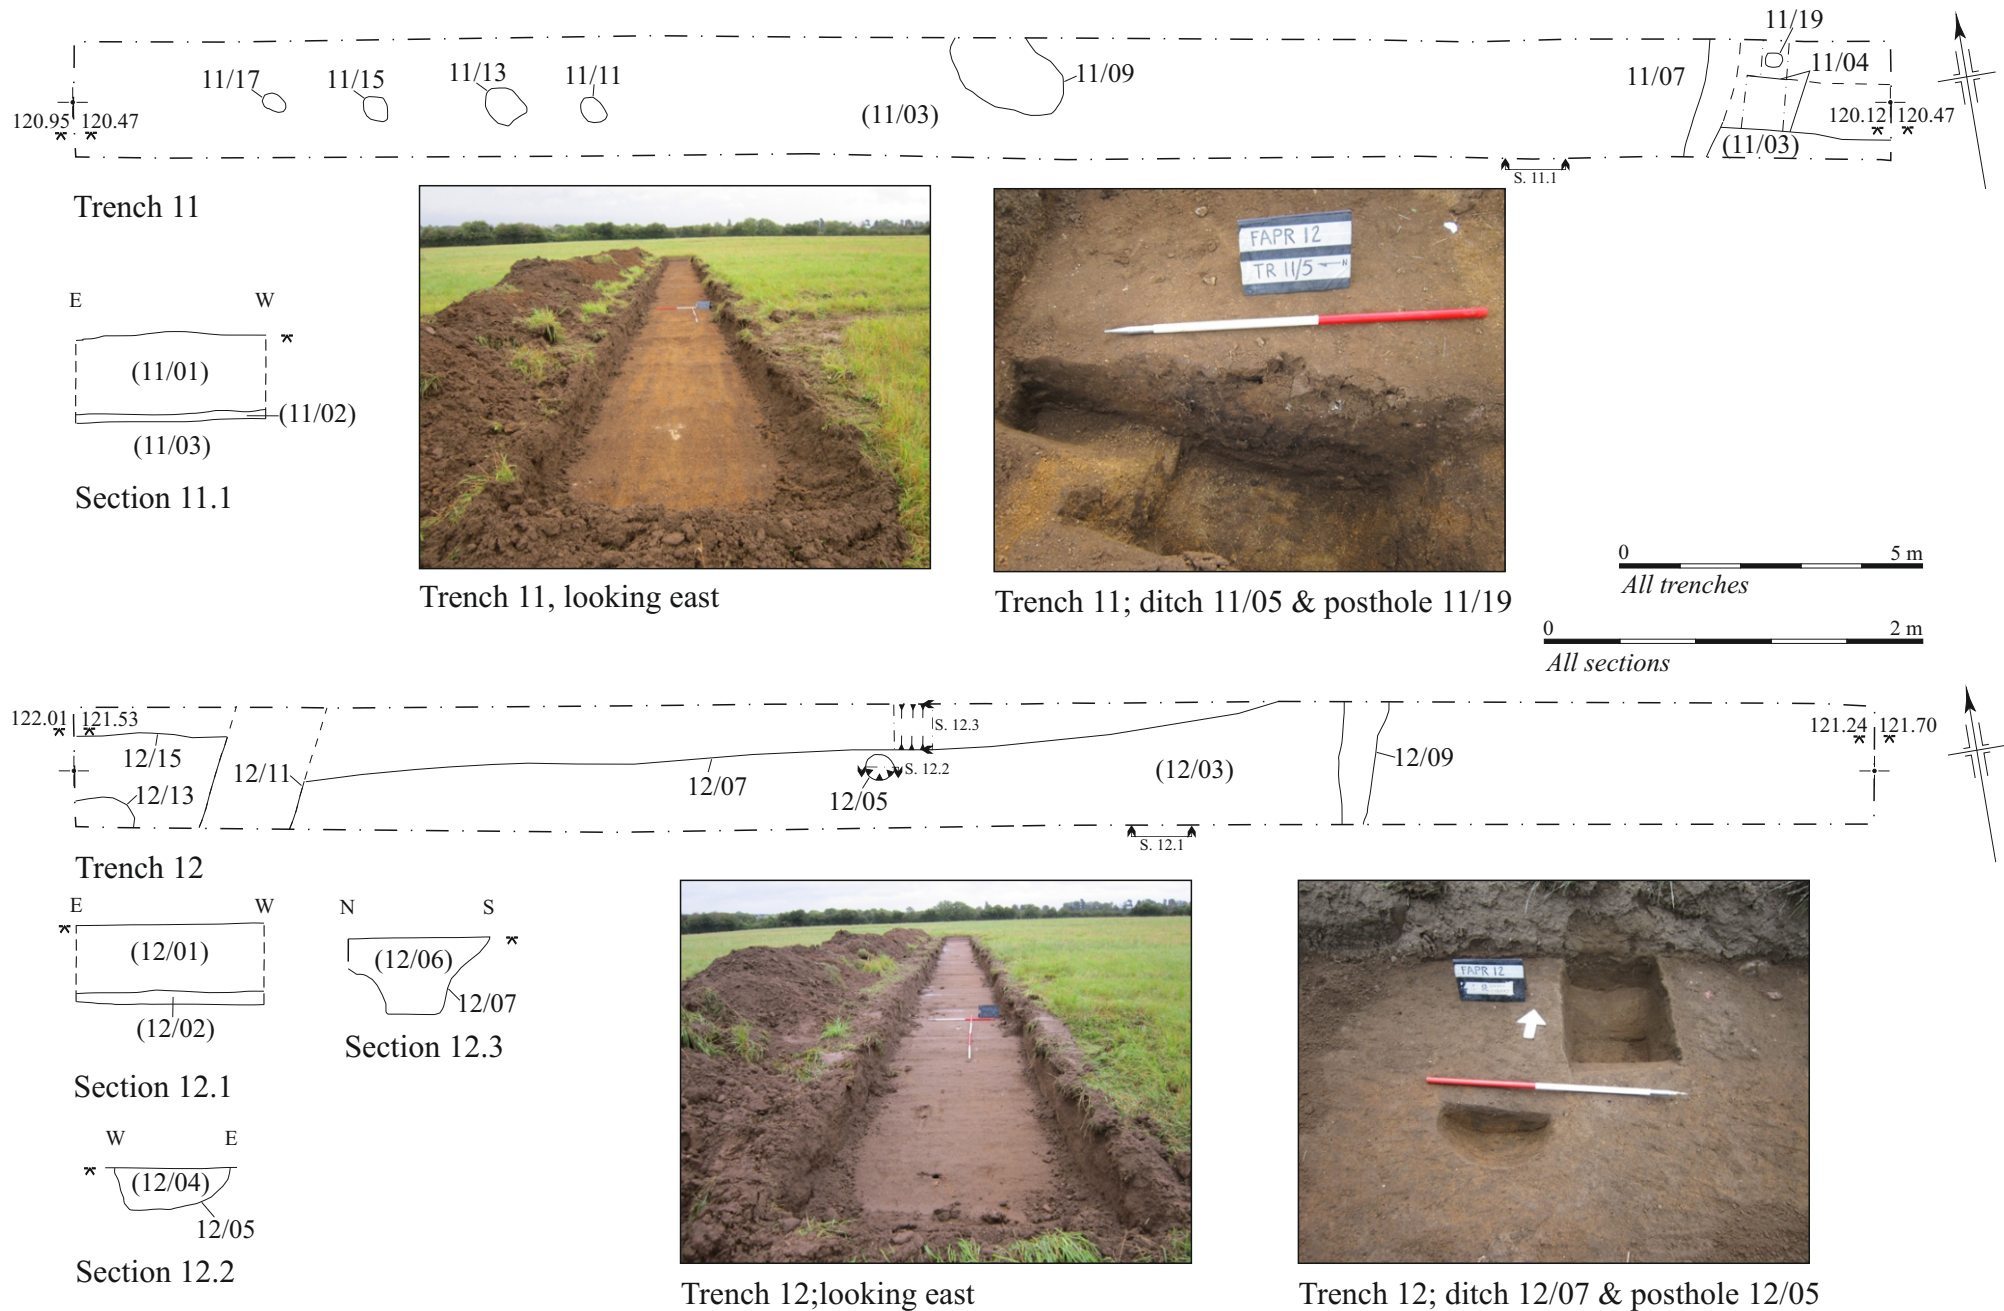 11/19
11/17
11/15
11/13
11/11
11/09
11/07
11/04
(11/03)
120.95 120.47
120.12 120.47
(11/03)
S. 11.1
Trench 11
E W
(11/01)
(11/02)
(11/03)
Section 11.1
FAPR 12
TR 11/5 N
Trench 11, looking east
Trench 11; ditch 11/05 & posthole 11/19
0 5 m
All trenches
0 2 m
All sections
122.01 121.53
12/15
12/13
12/11
12/07
12/05
S. 12.3
S. 12.2
(12/03)
12/09
121.24 121.70
S. 12.1
Trench 12
E W
(12/01)
(12/02)
Section 12.1
N S
(12/06)
12/07
Section 12.3
W E
(12/04)
12/05
Section 12.2
FAPR 12
Trench 12;looking east
Trench 12; ditch 12/07 & posthole 12/05